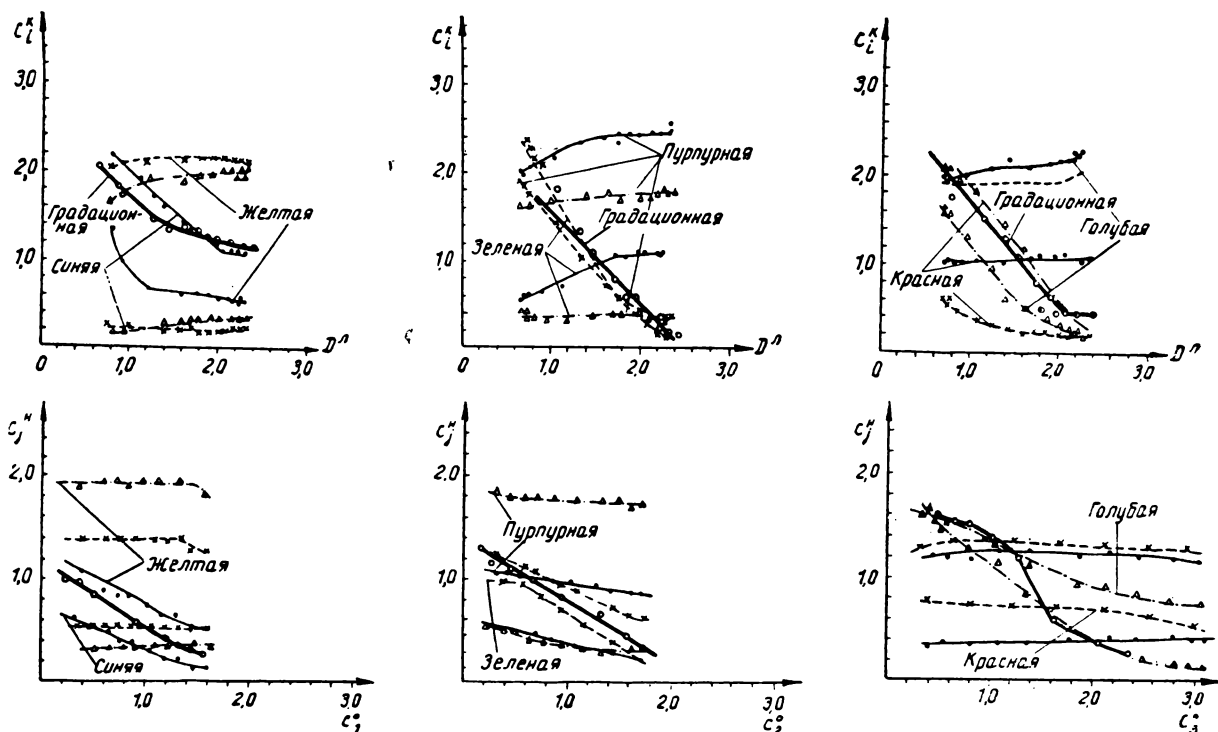 C_i^к
3,0
2,0
1,0
0
1,0
2,0
3,0
D^л
Градацион-
ная
Желтая
Синяя
C_i^к
3,0
2,0
1,0
0
1,0
2,0
3,0
D^л
Пурпурная
Градационная
Зеленая
C_i^к
3,0
2,0
1,0
0
1,0
2,0
3,0
D^л
Градационная
Голубая
Красная
C_j^н
2,0
1,0
1,0
2,0
3,0
Желтая
Синяя
C_j^н
2,0
1,0
1,0
2,0
3,0
Пурпурная
Зеленая
C_j^н
2,0
1,0
1,0
2,0
3,0
C_3^о
Голубая
Красная